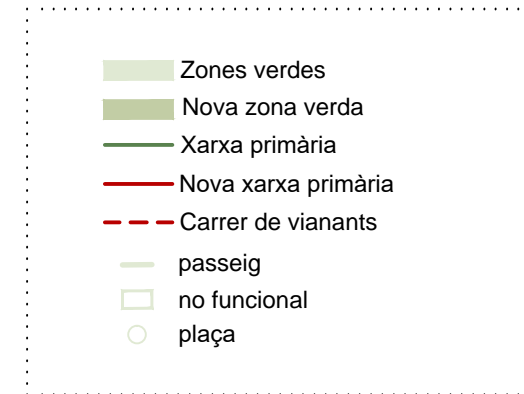 Zones verdes
Nova zona verda
Xarxa primària
Nova xarxa primària
Carrer de vianants
passeig
no funcional
plaça